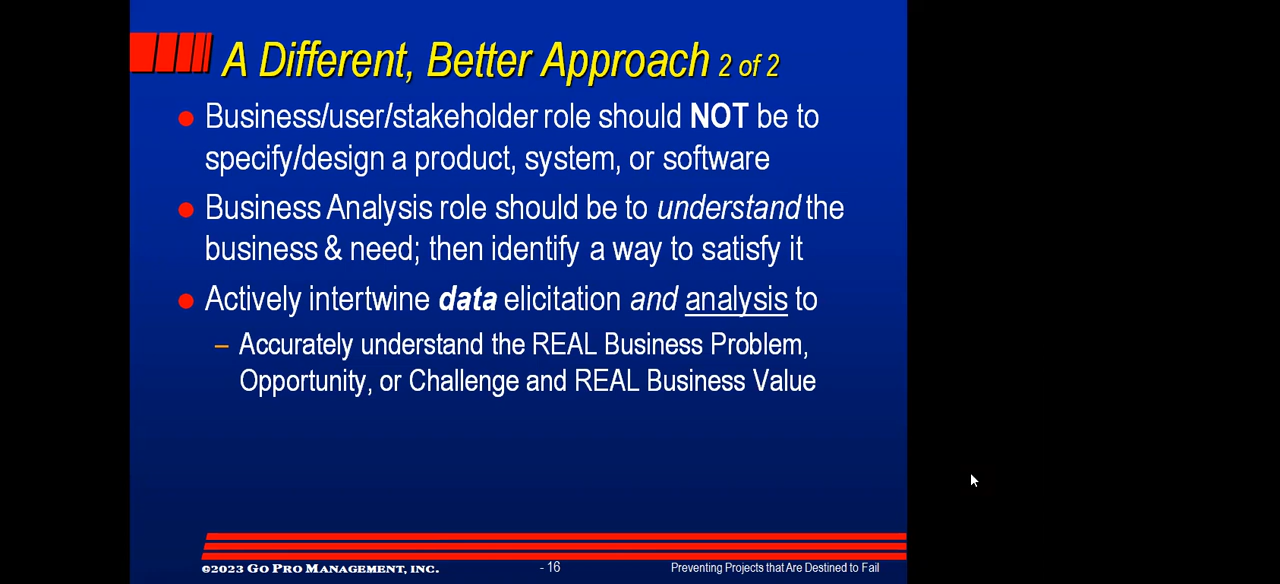 A Different, Better Approach 2 of 2
● Business/user/stakeholder role should NOT be to
specify/design a product, system, or software
● Business Analysis role should be to understand the
business & need; then identify a way to satisfy it
● Actively intertwine data elicitation and analysis to
– Accurately understand the REAL Business Problem,
Opportunity, or Challenge and REAL Business Value
©2023 GO PRO MANAGEMENT, INC. - 16 Preventing Projects that Are Destined to Fail